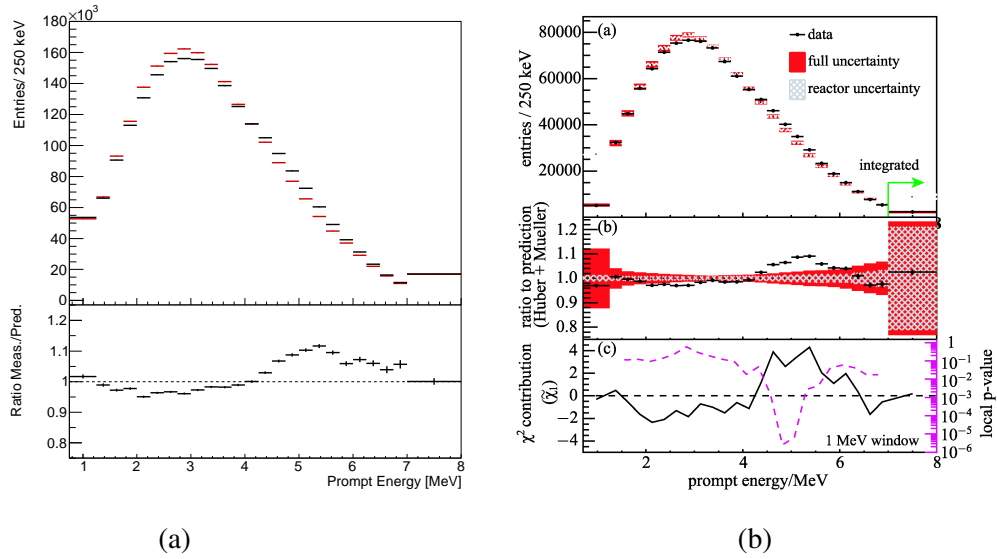 ×10³
180
160
140
120
100
80
60
40
20
0
Entries/ 250 keV
1.2
1.1
1
0.9
0.8
Ratio Meas./Pred.
1 2 3 4 5 6 7 8
Prompt Energy [MeV]
(a)
(a)
80000
60000
40000
20000
entries / 250 keV
data
full uncertainty
reactor uncertainty
integrated
(b)
1.2
1.1
1.0
0.9
0.8
ratio to prediction
(Huber + Mueller)
(c)
4
2
0
−2
−4
χ² contribution
(χ̃ᵢ)
1
10⁻¹
10⁻²
10⁻³
10⁻⁴
10⁻⁵
10⁻⁶
local p-value
1 MeV window
2 4 6 8
prompt energy/MeV
(b)